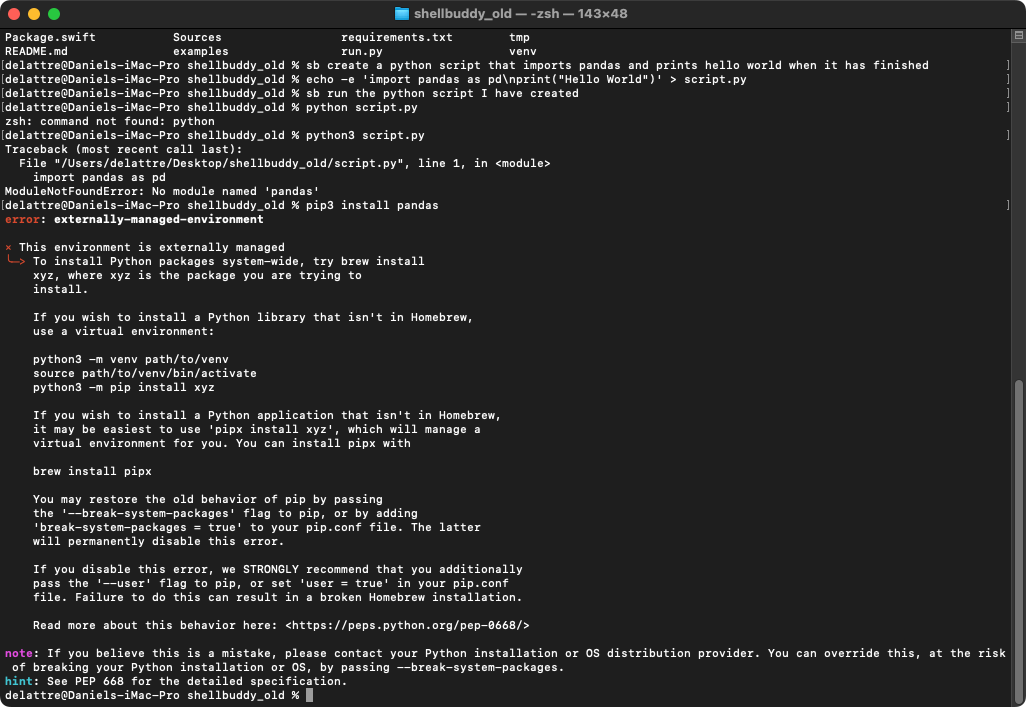 shellbuddy_old — -zsh — 143×48
Package.swift Sources requirements.txt tmp
README.md examples run.py venv
[delattre@Daniels-iMac-Pro shellbuddy_old % sb create a python script that imports pandas and prints hello world when it has finished ]
[delattre@Daniels-iMac-Pro shellbuddy_old % echo -e 'import pandas as pd\nprint("Hello World")' > script.py ]
[delattre@Daniels-iMac-Pro shellbuddy_old % sb run the python script I have created ]
[delattre@Daniels-iMac-Pro shellbuddy_old % python script.py ]
zsh: command not found: python
[delattre@Daniels-iMac-Pro shellbuddy_old % python3 script.py ]
Traceback (most recent call last):
  File "/Users/delattre/Desktop/shellbuddy_old/script.py", line 1, in <module>
    import pandas as pd
ModuleNotFoundError: No module named 'pandas'
[delattre@Daniels-iMac-Pro shellbuddy_old % pip3 install pandas ]
error: externally-managed-environment
× This environment is externally managed
╰─> To install Python packages system-wide, try brew install
    xyz, where xyz is the package you are trying to
    install.
    If you wish to install a Python library that isn't in Homebrew,
    use a virtual environment:
    python3 -m venv path/to/venv
    source path/to/venv/bin/activate
    python3 -m pip install xyz
    If you wish to install a Python application that isn't in Homebrew,
    it may be easiest to use 'pipx install xyz', which will manage a
    virtual environment for you. You can install pipx with
    brew install pipx
    You may restore the old behavior of pip by passing
    the '--break-system-packages' flag to pip, or by adding
    'break-system-packages = true' to your pip.conf file. The latter
    will permanently disable this error.
    If you disable this error, we STRONGLY recommend that you additionally
    pass the '--user' flag to pip, or set 'user = true' in your pip.conf
    file. Failure to do this can result in a broken Homebrew installation.
    Read more about this behavior here: <https://peps.python.org/pep-0668/>
note: If you believe this is a mistake, please contact your Python installation or OS distribution provider. You can override this, at the risk
 of breaking your Python installation or OS, by passing --break-system-packages.
hint: See PEP 668 for the detailed specification.
delattre@Daniels-iMac-Pro shellbuddy_old %